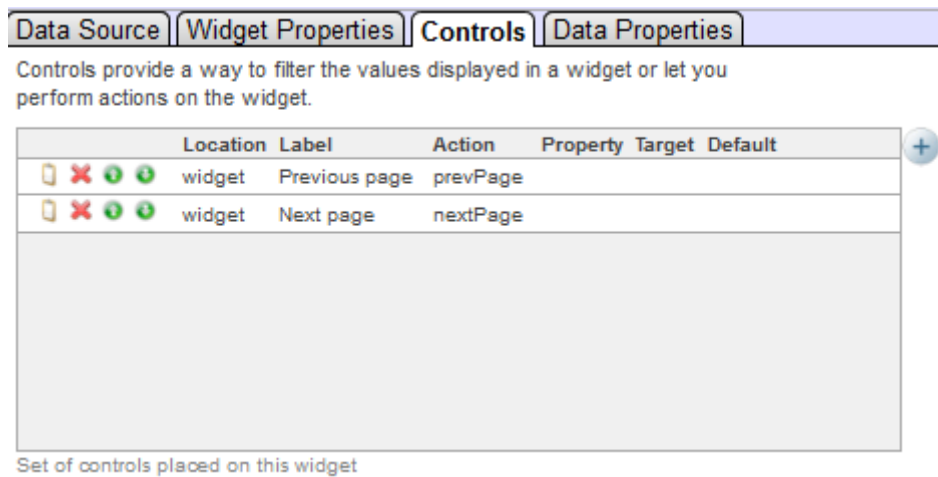 Data Source Widget Properties Controls Data Properties
Controls provide a way to filter the values displayed in a widget or let you
perform actions on the widget.
Location Label Action Property Target Default
widget Previous page prevPage
widget Next page nextPage
Set of controls placed on this widget